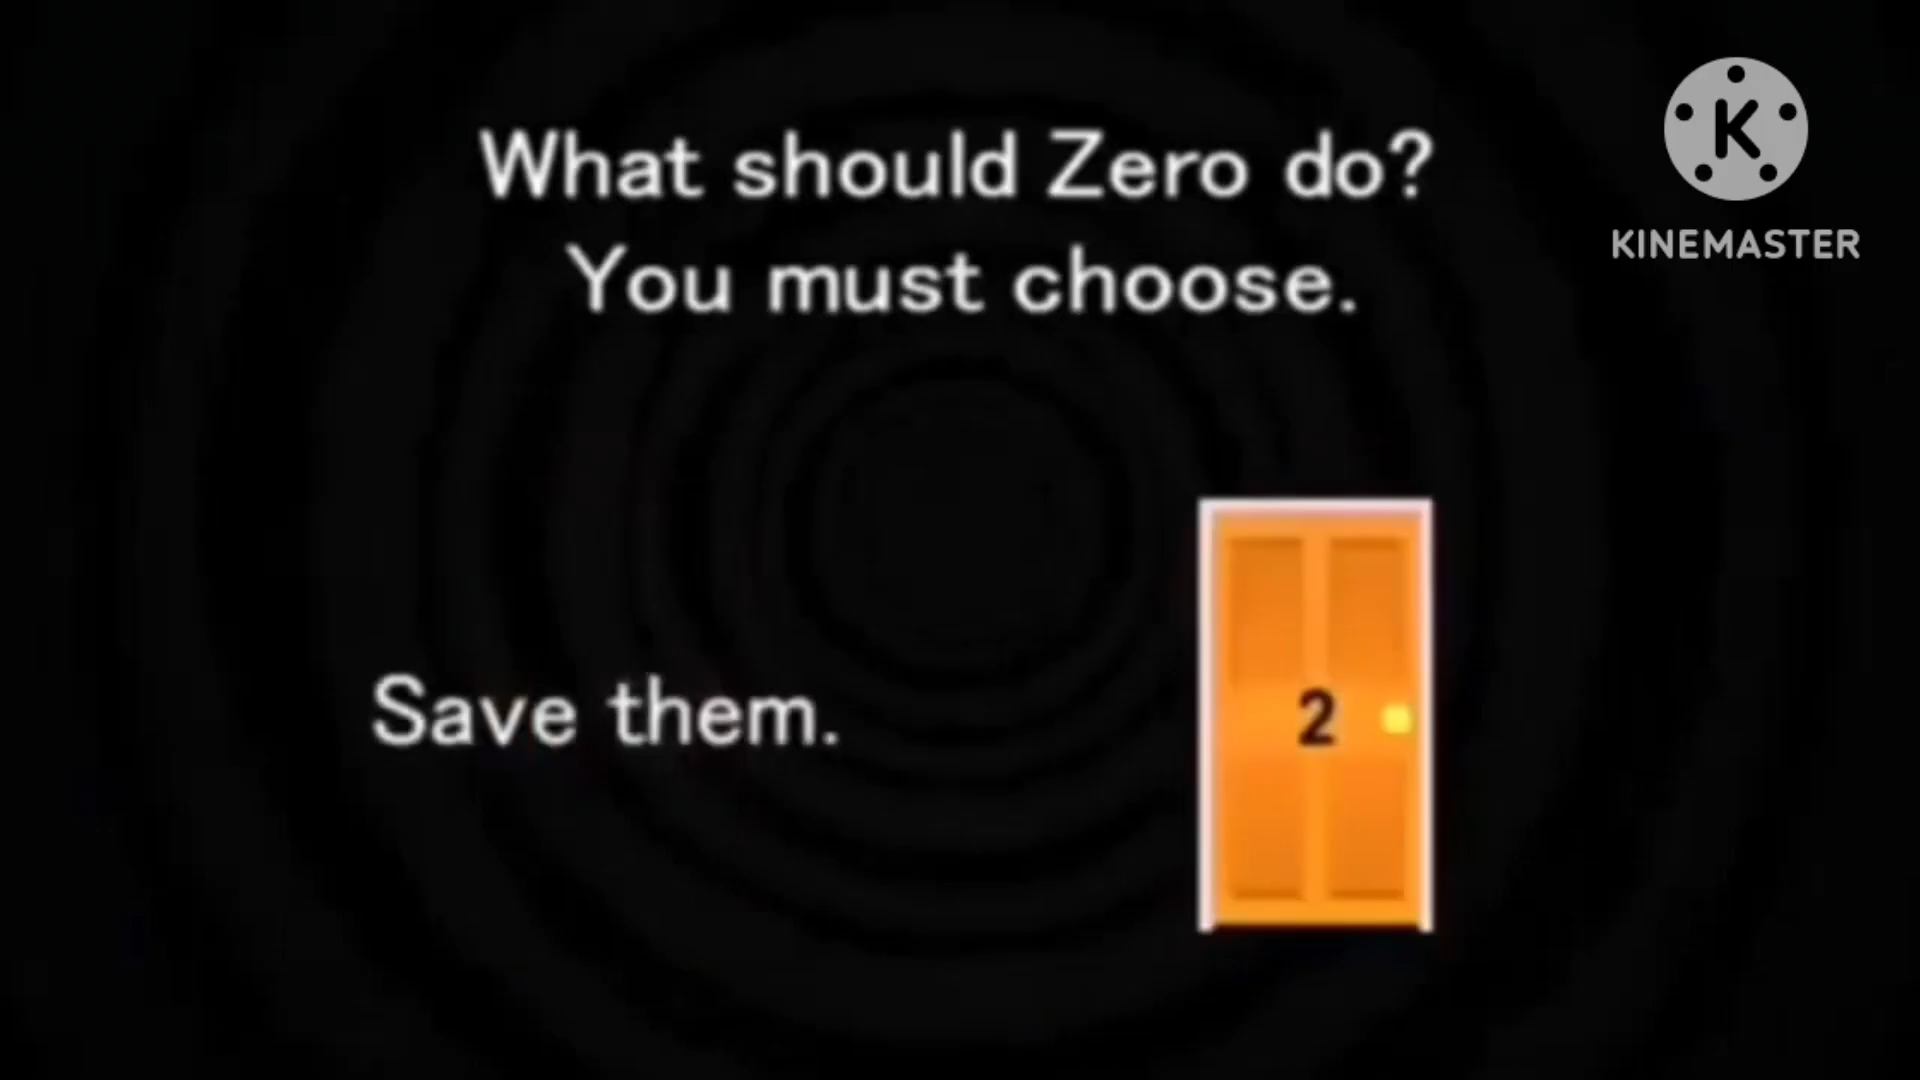 What should Zero do?
You must choose.
K
KINEMASTER
Save them.
2